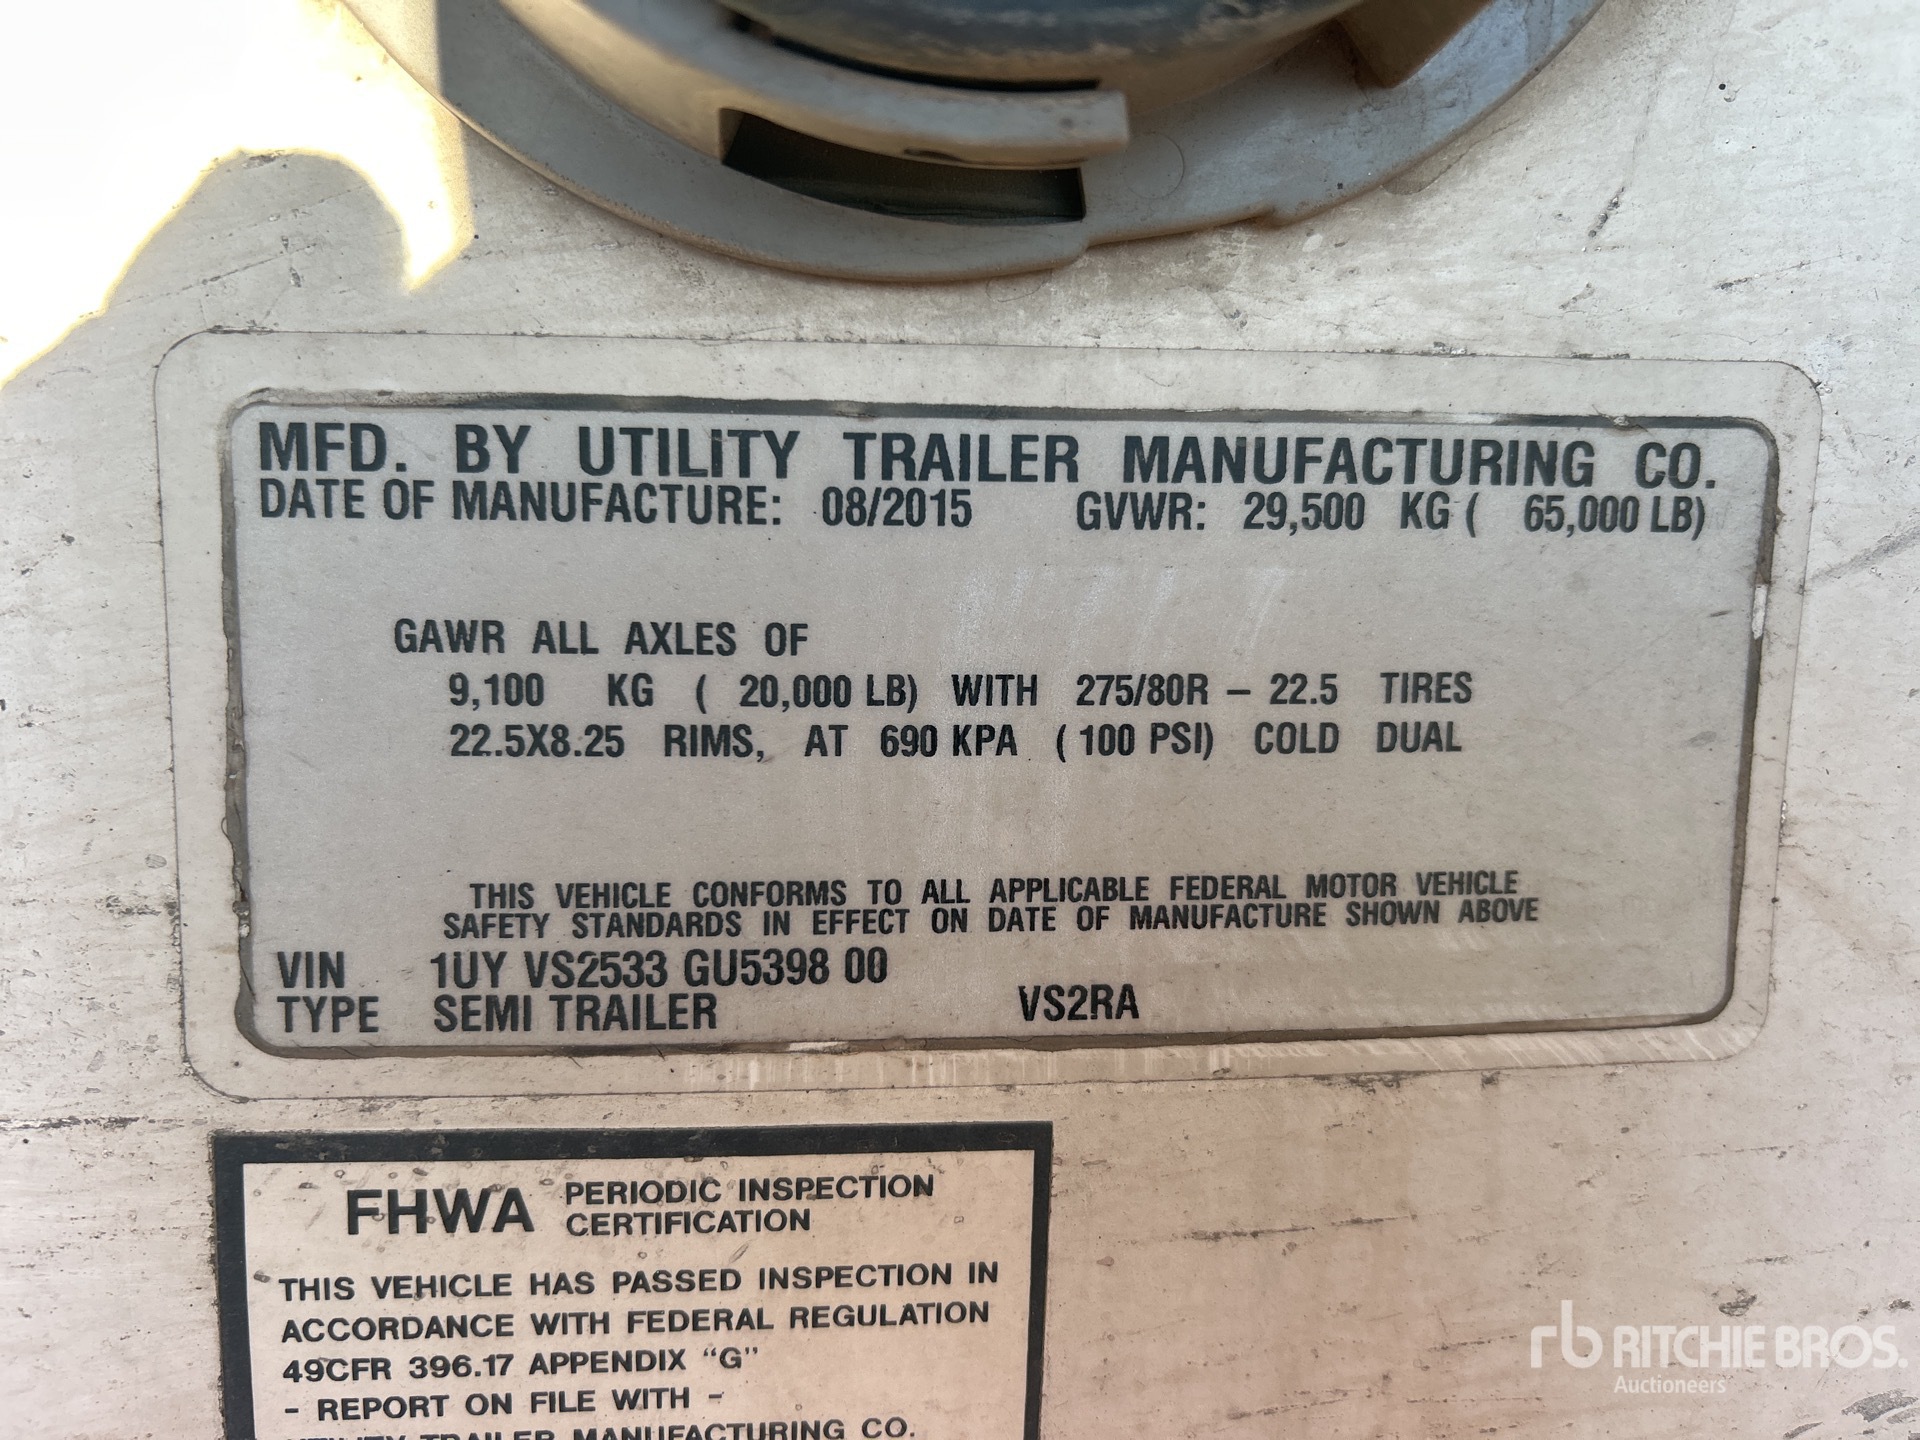 MFD. BY UTILITY TRAILER MANUFACTURING CO.
DATE OF MANUFACTURE: 08/2015 GVWR: 29,500 KG ( 65,000 LB)
GAWR ALL AXLES OF
9,100 KG ( 20,000 LB) WITH 275/80R – 22.5 TIRES
22.5X8.25 RIMS, AT 690 KPA ( 100 PSI) COLD DUAL
THIS VEHICLE CONFORMS TO ALL APPLICABLE FEDERAL MOTOR VEHICLE
SAFETY STANDARDS IN EFFECT ON DATE OF MANUFACTURE SHOWN ABOVE
VIN 1UY VS2533 GU5398 00
TYPE SEMI TRAILER VS2RA
FHWA PERIODIC INSPECTION
CERTIFICATION
THIS VEHICLE HAS PASSED INSPECTION IN
ACCORDANCE WITH FEDERAL REGULATION
49CFR 396.17 APPENDIX “G”
- REPORT ON FILE WITH -
UTILITY TRAILER MANUFACTURING CO.
rb RITCHIE BROS.
Auctioneers